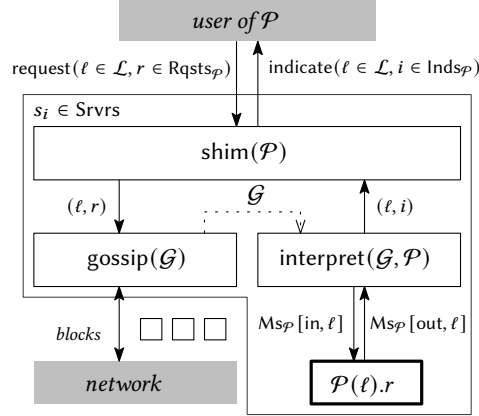 user of 𝒫
request(ℓ ∈ ℒ, r ∈ Rqsts𝒫)
indicate(ℓ ∈ ℒ, i ∈ Inds𝒫)
sᵢ ∈ Srvrs
shim(𝒫)
(ℓ, r)
𝒢
(ℓ, i)
gossip(𝒢)
interpret(𝒢, 𝒫)
blocks
Ms𝒫[in, ℓ]
Ms𝒫[out, ℓ]
network
𝒫(ℓ).r